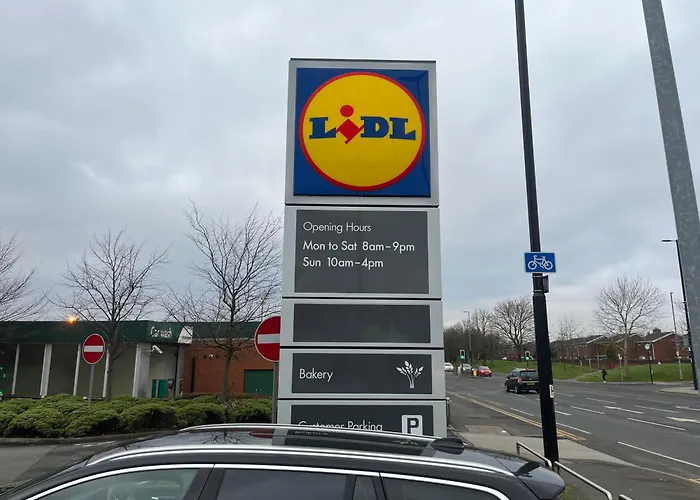 LiDL
Opening Hours
Mon to Sat 8am–9pm
Sun 10am–4pm
Car wash
Bakery
Customer Parking P